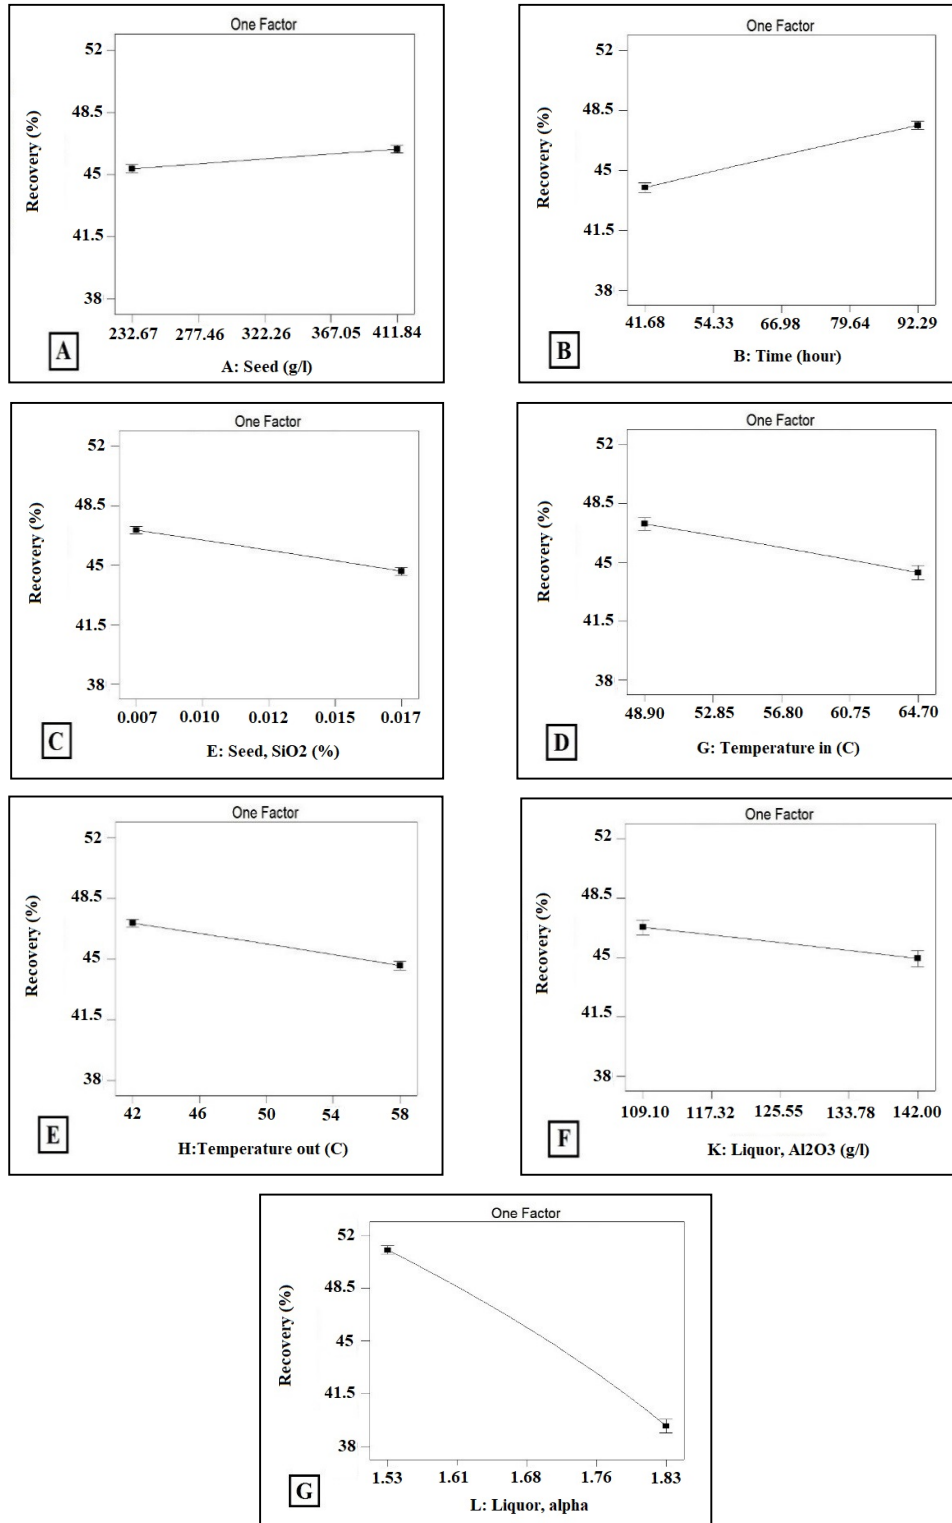 One Factor
52
48.5
45
41.5
38
Recovery (%)
232.67 277.46 322.26 367.05 411.84
A: Seed (g/l)
A
One Factor
52
48.5
45
41.5
38
Recovery (%)
41.68 54.33 66.98 79.64 92.29
B: Time (hour)
B
One Factor
52
48.5
45
41.5
38
Recovery (%)
0.007 0.010 0.012 0.015 0.017
E: Seed, SiO2 (%)
C
One Factor
52
48.5
45
41.5
38
Recovery (%)
48.90 52.85 56.80 60.75 64.70
G: Temperature in (C)
D
One Factor
52
48.5
45
41.5
38
Recovery (%)
42 46 50 54 58
H:Temperature out (C)
E
One Factor
52
48.5
45
41.5
38
Recovery (%)
109.10 117.32 125.55 133.78 142.00
K: Liquor, Al2O3 (g/l)
F
One Factor
52
48.5
45
41.5
38
Recovery (%)
1.53 1.61 1.68 1.76 1.83
L: Liquor, alpha
G